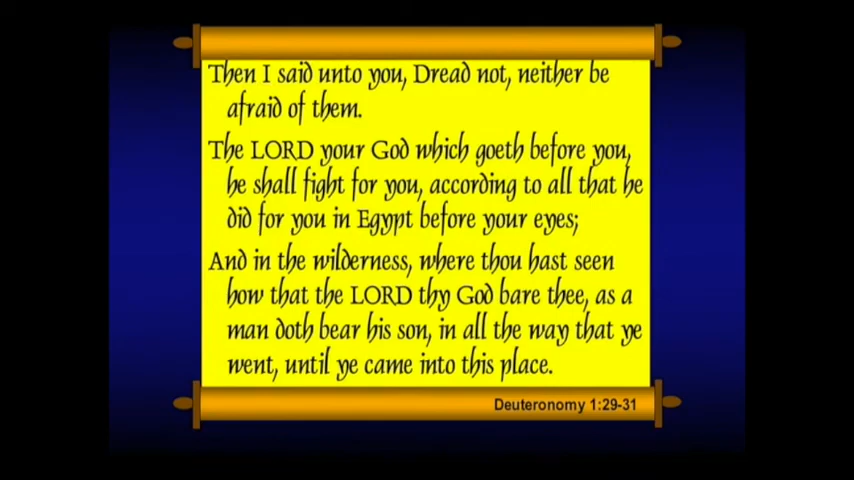 Then I said unto you, Dread not, neither be
afraid of them.
The LORD your God which goeth before you,
he shall fight for you, according to all that he
did for you in Egypt before your eyes;
And in the wilderness, where thou hast seen
how that the LORD thy God bare thee, as a
man doth bear his son, in all the way that ye
went, until ye came into this place.
Deuteronomy 1:29-31